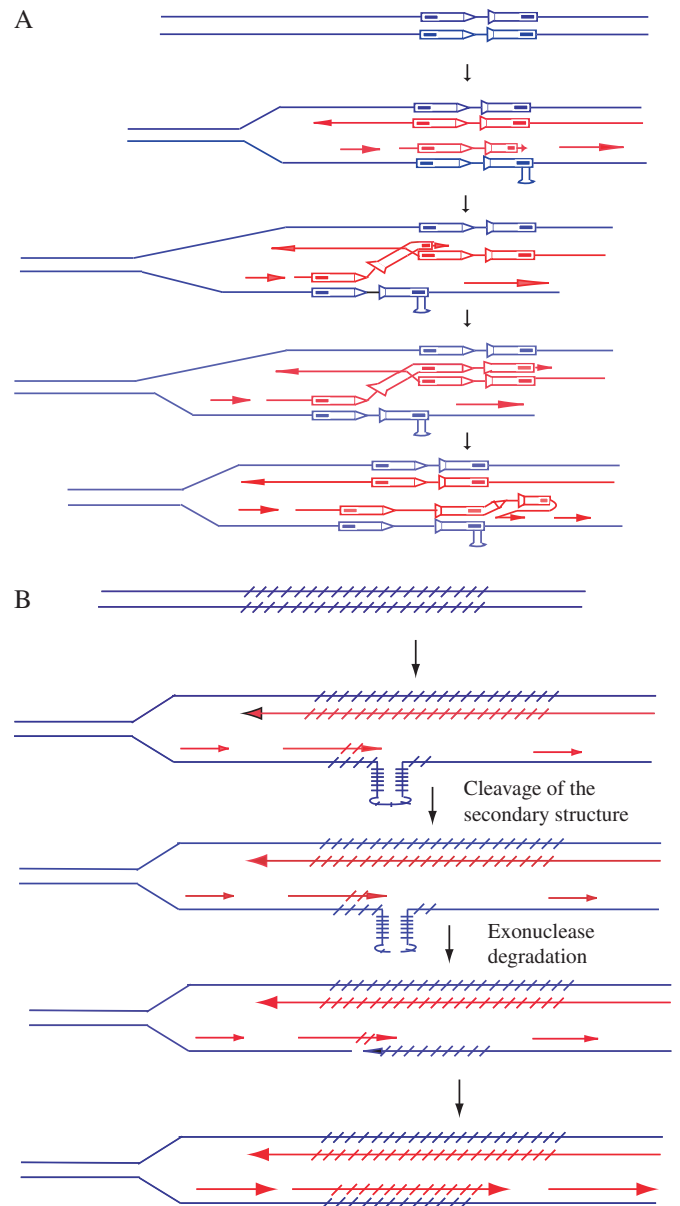 A
B
Cleavage of the
secondary structure
Exonuclease
degradation